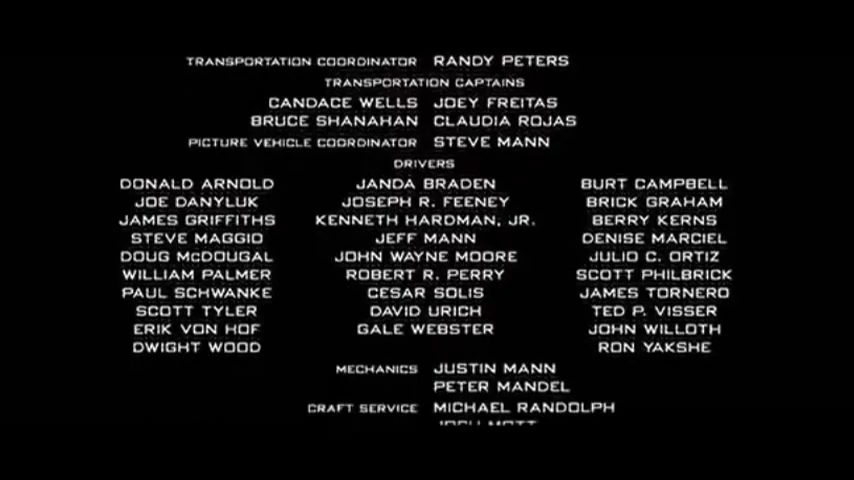 TRANSPORTATION COORDINATOR RANDY PETERS
TRANSPORTATION CAPTAINS
CANDACE WELLS JOEY FREITAS
BRUCE SHANAHAN CLAUDIA ROJAS
PICTURE VEHICLE COORDINATOR STEVE MANN
DRIVERS
DONALD ARNOLD JANDA BRADEN BURT CAMPBELL
JOE DANYLUK JOSEPH R. FEENEY BRICK GRAHAM
JAMES GRIFFITHS KENNETH HARDMAN, JR. BERRY KERNS
STEVE MAGGIO JEFF MANN DENISE MARCIEL
DOUG McDOUGAL JOHN WAYNE MOORE JULIO C. ORTIZ
WILLIAM PALMER ROBERT R. PERRY SCOTT PHILBRICK
PAUL SCHWANKE CESAR SOLIS JAMES TORNERO
SCOTT TYLER DAVID URICH TED P. VISSER
ERIK VON HOF GALE WEBSTER JOHN WILLOTH
DWIGHT WOOD RON YAKSHE
MECHANICS JUSTIN MANN
PETER MANDEL
CRAFT SERVICE MICHAEL RANDOLPH